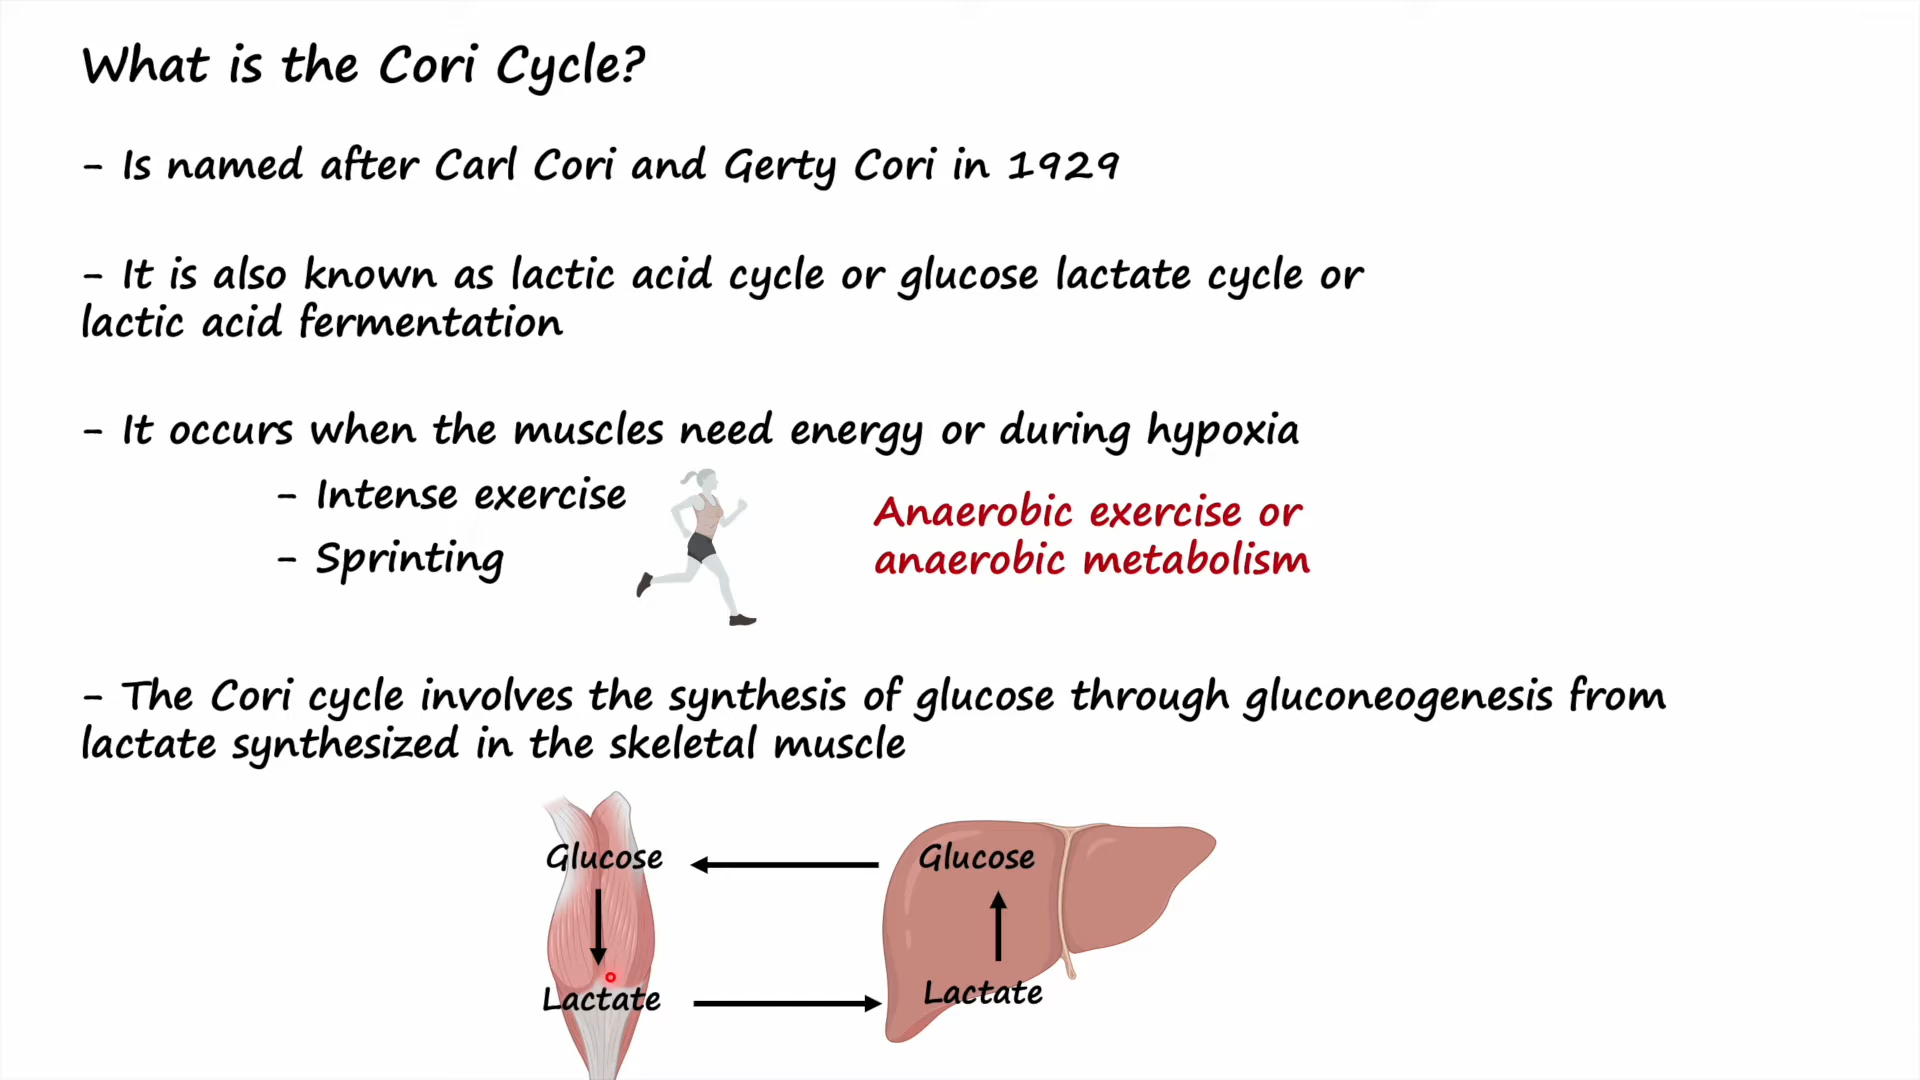 What is the Cori Cycle?
- Is named after Carl Cori and Gerty Cori in 1929
- It is also known as lactic acid cycle or glucose lactate cycle or
lactic acid fermentation
- It occurs when the muscles need energy or during hypoxia
- Intense exercise
- Sprinting
Anaerobic exercise or
anaerobic metabolism
- The Cori cycle involves the synthesis of glucose through gluconeogenesis from
lactate synthesized in the skeletal muscle
Glucose
Glucose
Lactate
Lactate